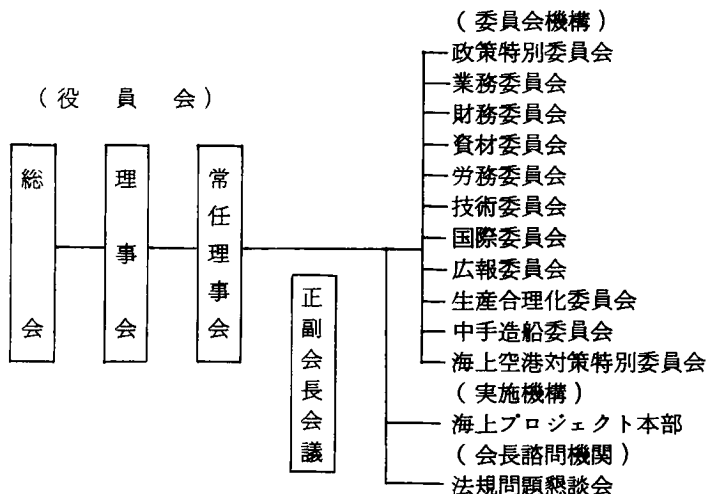 (役員会)
総会
理事会
常任理事会
正副会長会議
(委員会機構)
政策特別委員会
業務委員会
財務委員会
資材委員会
労務委員会
技術委員会
国際委員会
広報委員会
生産合理化委員会
中手造船委員会
海上空港対策特別委員会
(実施機構)
海上プロジェクト本部
(会長諮問機関)
法規問題懇談会